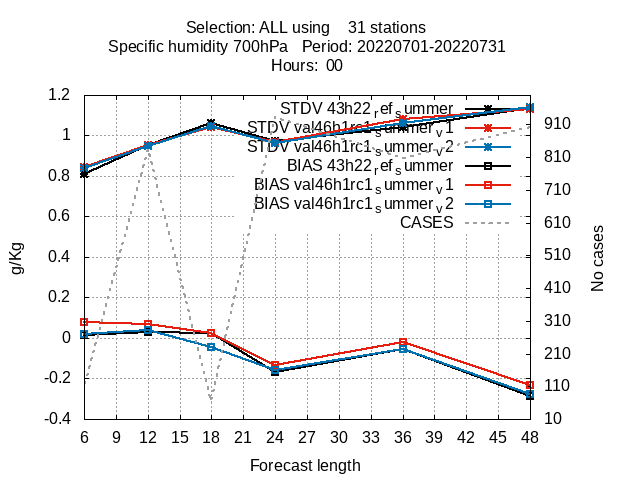 Selection: ALL using 31 stations
Specific humidity 700hPa Period: 20220701-20220731
Hours: 00
1.2
1
0.8
0.6
0.4
0.2
0
-0.2
-0.4
g/Kg
STDV 43h22_ref_summer
STDV val46h1rc1_summer_v1
STDV val46h1rc1_summer_v2
BIAS 43h22_ref_summer
BIAS val46h1rc1_summer_v1
BIAS val46h1rc1_summer_v2
CASES
910
810
710
610
510
410
310
210
110
10
No cases
6 9 12 15 18 21 24 27 30 33 36 39 42 45 48
Forecast length